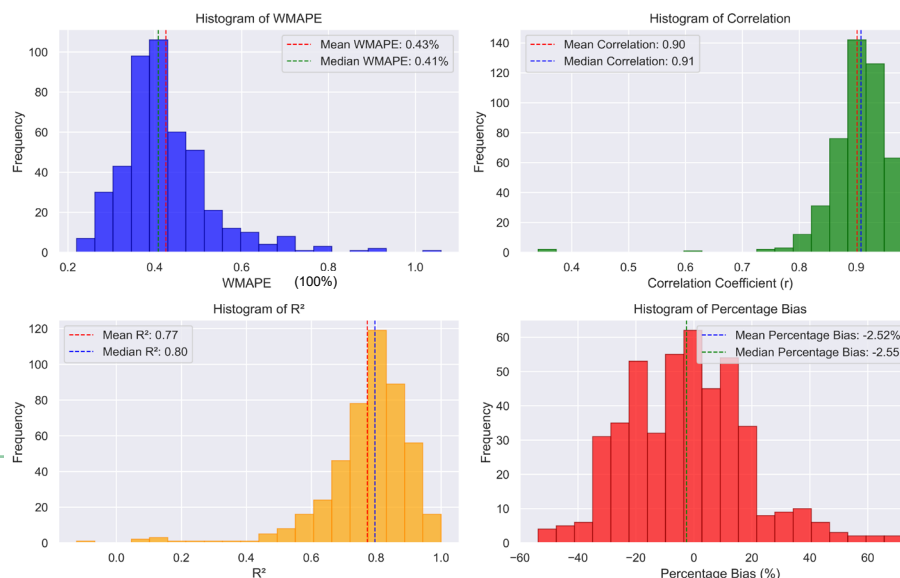 Histogram of WMAPE
Mean WMAPE: 0.43%
Median WMAPE: 0.41%
Frequency
100
80
60
40
20
0
0.2 0.4 0.6 0.8 1.0
WMAPE (100%)
Histogram of Correlation
Mean Correlation: 0.90
Median Correlation: 0.91
Frequency
140
120
100
80
60
40
20
0
0.4 0.5 0.6 0.7 0.8 0.9
Correlation Coefficient (r)
Histogram of R²
Mean R²: 0.77
Median R²: 0.80
Frequency
120
100
80
60
40
20
0
0.0 0.2 0.4 0.6 0.8 1.0
R²
Histogram of Percentage Bias
Mean Percentage Bias: -2.52%
Median Percentage Bias: -2.55
Frequency
60
50
40
30
20
10
0
−60 −40 −20 0 20 40 60
Percentage Bias (%)